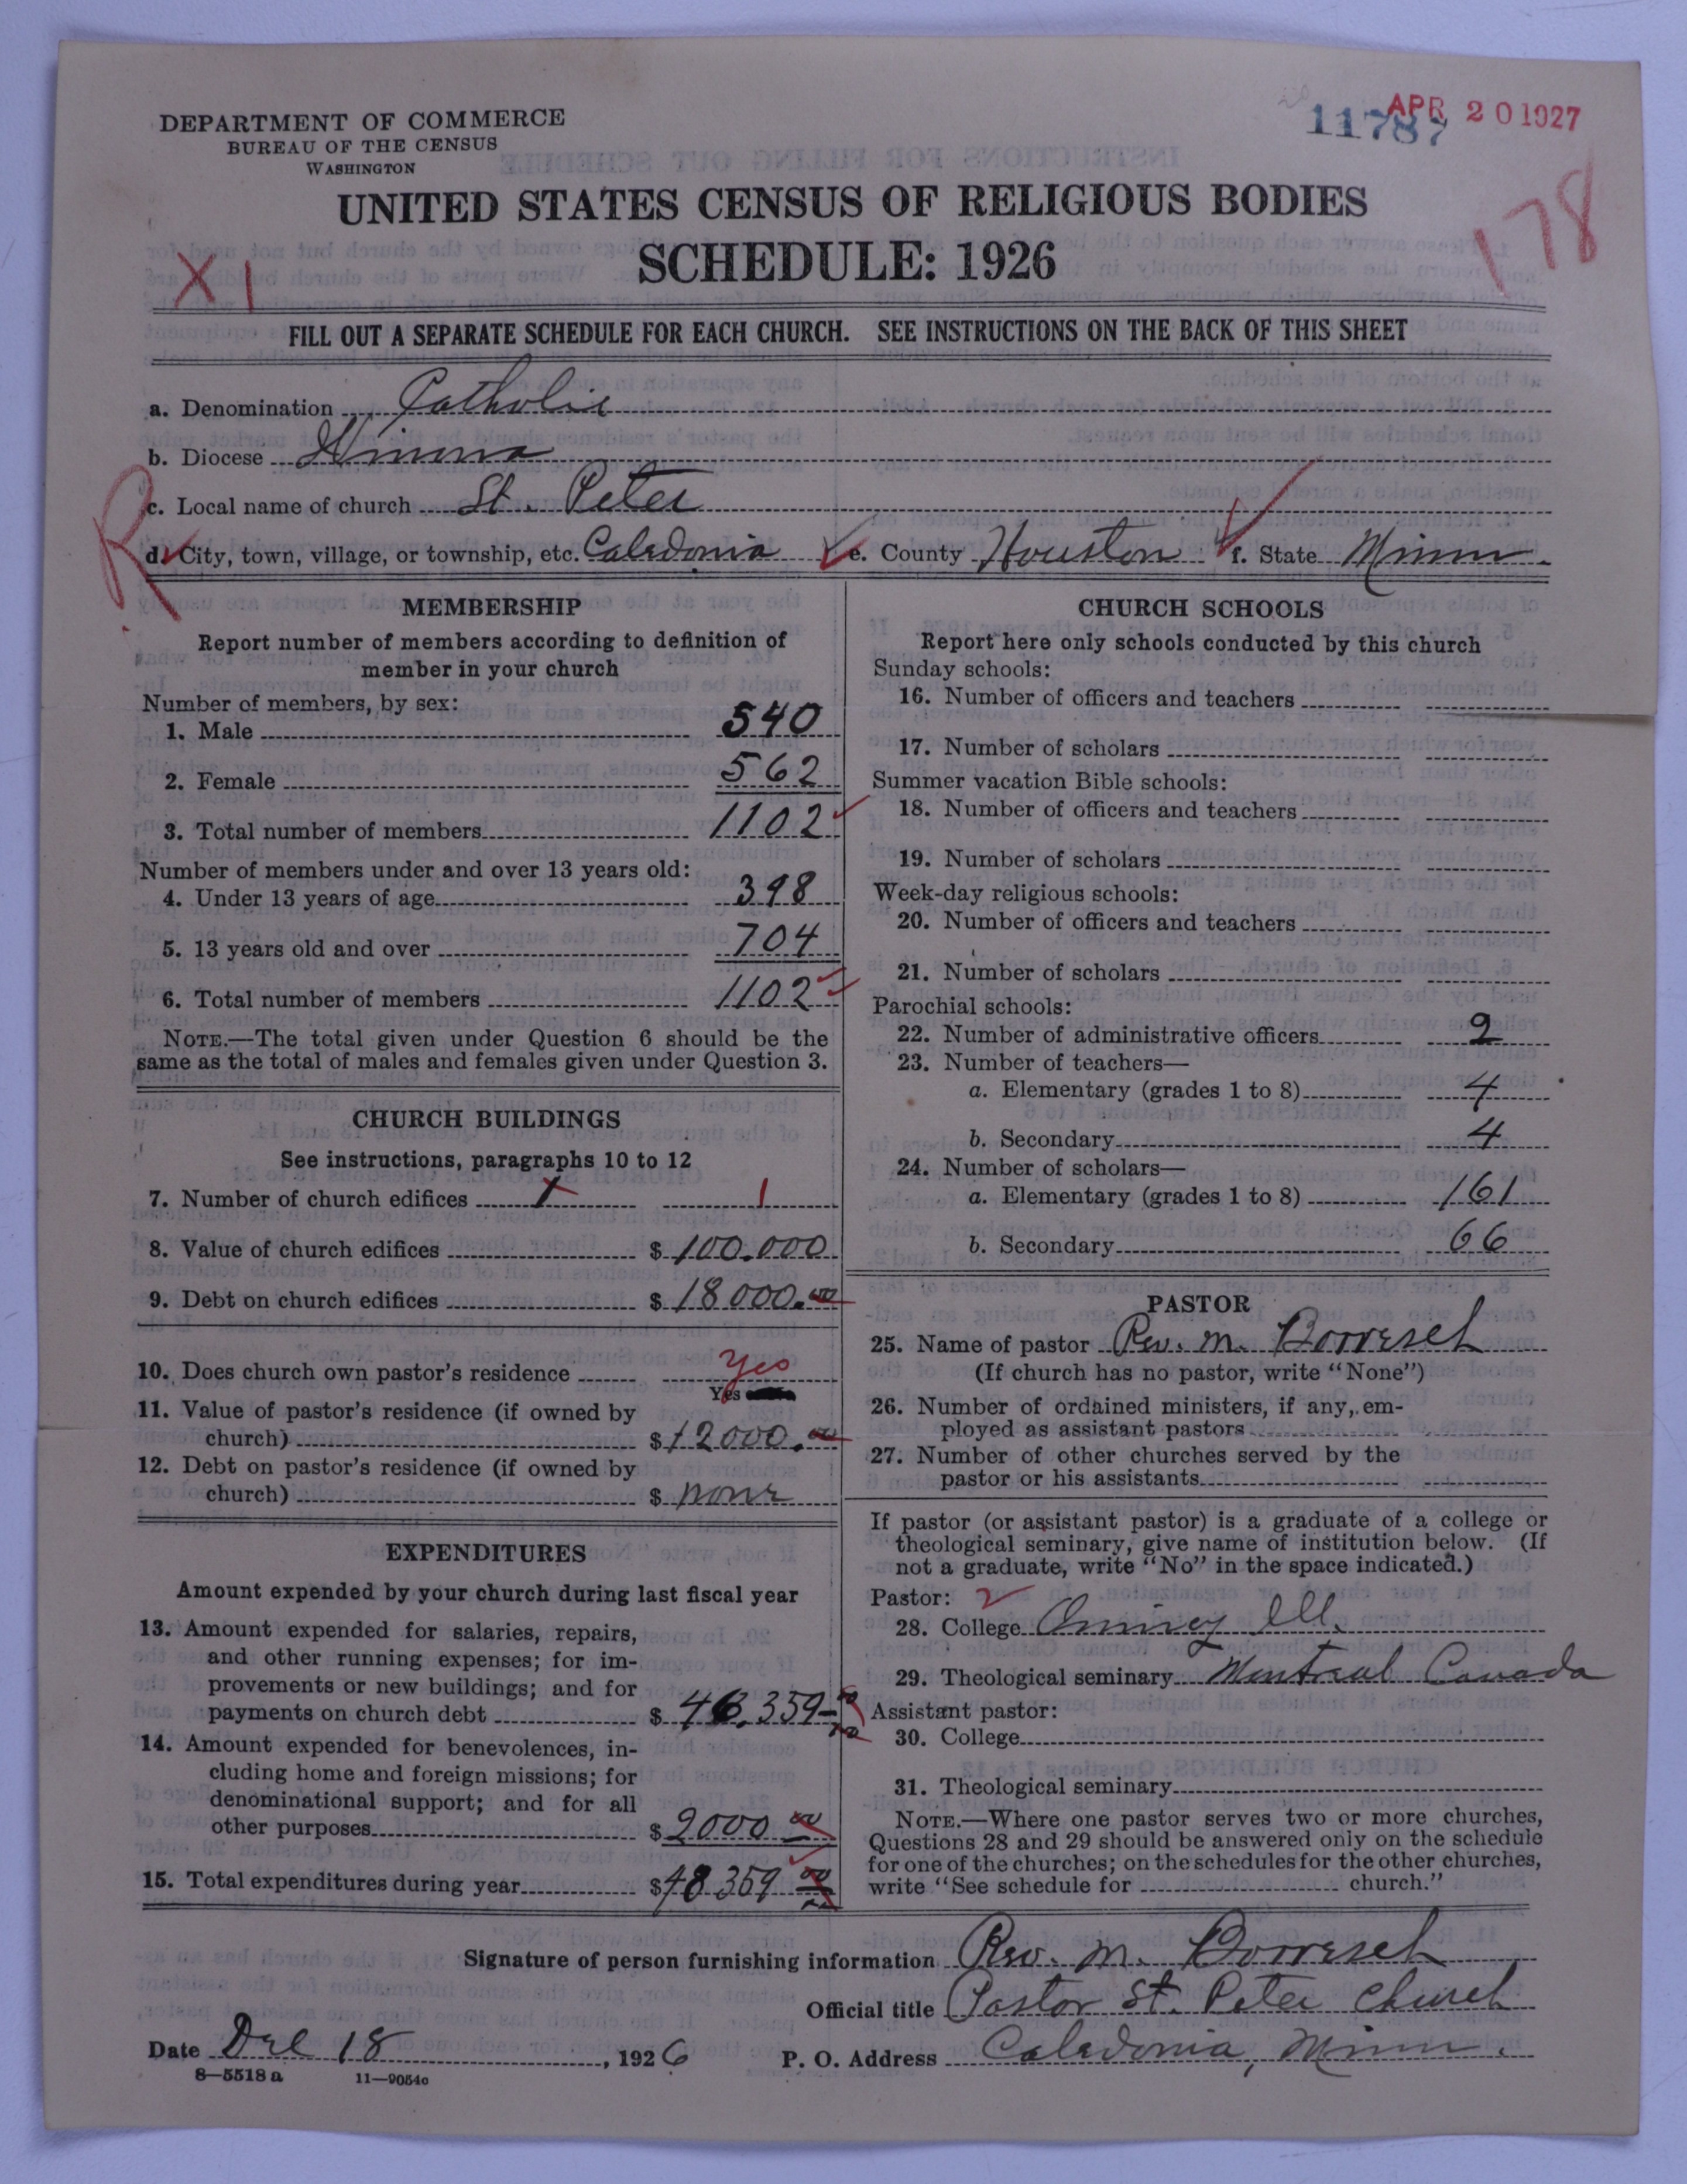 DEPARTMENT OF COMMERCE
BUREAU OF THE CENSUS
WASHINGTON
11787 APR 20 1927
UNITED STATES CENSUS OF RELIGIOUS BODIES
SCHEDULE: 1926
XI
178
FILL OUT A SEPARATE SCHEDULE FOR EACH CHURCH. SEE INSTRUCTIONS ON THE BACK OF THIS SHEET
a. Denomination Catholic
b. Diocese Winona
c. Local name of church St. Peter
R
d. City, town, village, or township, etc. Caledonia e. County Houston f. State Minn.
MEMBERSHIP
Report number of members according to definition of
member in your church
Number of members, by sex:
1. Male 540
2. Female 562
3. Total number of members 1102
Number of members under and over 13 years old:
4. Under 13 years of age 398
5. 13 years old and over 704
6. Total number of members 1102
NOTE.—The total given under Question 6 should be the
same as the total of males and females given under Question 3.
CHURCH BUILDINGS
See instructions, paragraphs 10 to 12
7. Number of church edifices 1 1
8. Value of church edifices $ 100.000
9. Debt on church edifices $ 18000.00
10. Does church own pastor's residence Yes
Yes
11. Value of pastor's residence (if owned by
church) $ 12000.00
12. Debt on pastor's residence (if owned by
church) $ none
EXPENDITURES
Amount expended by your church during last fiscal year
13. Amount expended for salaries, repairs,
and other running expenses; for im-
provements or new buildings; and for
payments on church debt $ 46.359
14. Amount expended for benevolences, in-
cluding home and foreign missions; for
denominational support; and for all
other purposes $ 2000 00
15. Total expenditures during year $ 48359
CHURCH SCHOOLS
Report here only schools conducted by this church
Sunday schools:
16. Number of officers and teachers
17. Number of scholars
Summer vacation Bible schools:
18. Number of officers and teachers
19. Number of scholars
Week-day religious schools:
20. Number of officers and teachers
21. Number of scholars
Parochial schools:
22. Number of administrative officers 2
23. Number of teachers—
a. Elementary (grades 1 to 8) 4
b. Secondary 4
24. Number of scholars—
a. Elementary (grades 1 to 8) 161
b. Secondary 66
PASTOR
25. Name of pastor Rev. M. Borresch
(If church has no pastor, write "None")
26. Number of ordained ministers, if any, em-
ployed as assistant pastors
27. Number of other churches served by the
pastor or his assistants
If pastor (or assistant pastor) is a graduate of a college or
theological seminary, give name of institution below. (If
not a graduate, write "No" in the space indicated.)
Pastor:
28. College Quincy Ill.
29. Theological seminary Montreal Canada
Assistant pastor:
30. College
31. Theological seminary
NOTE.—Where one pastor serves two or more churches,
Questions 28 and 29 should be answered only on the schedule
for one of the churches; on the schedules for the other churches,
write "See schedule for church."
Signature of person furnishing information Rev. M. Borresch
Official title Pastor St. Peter Church
Date Dec 18, 1926 P. O. Address Caledonia, Minn.
8—5518a 11—9054c